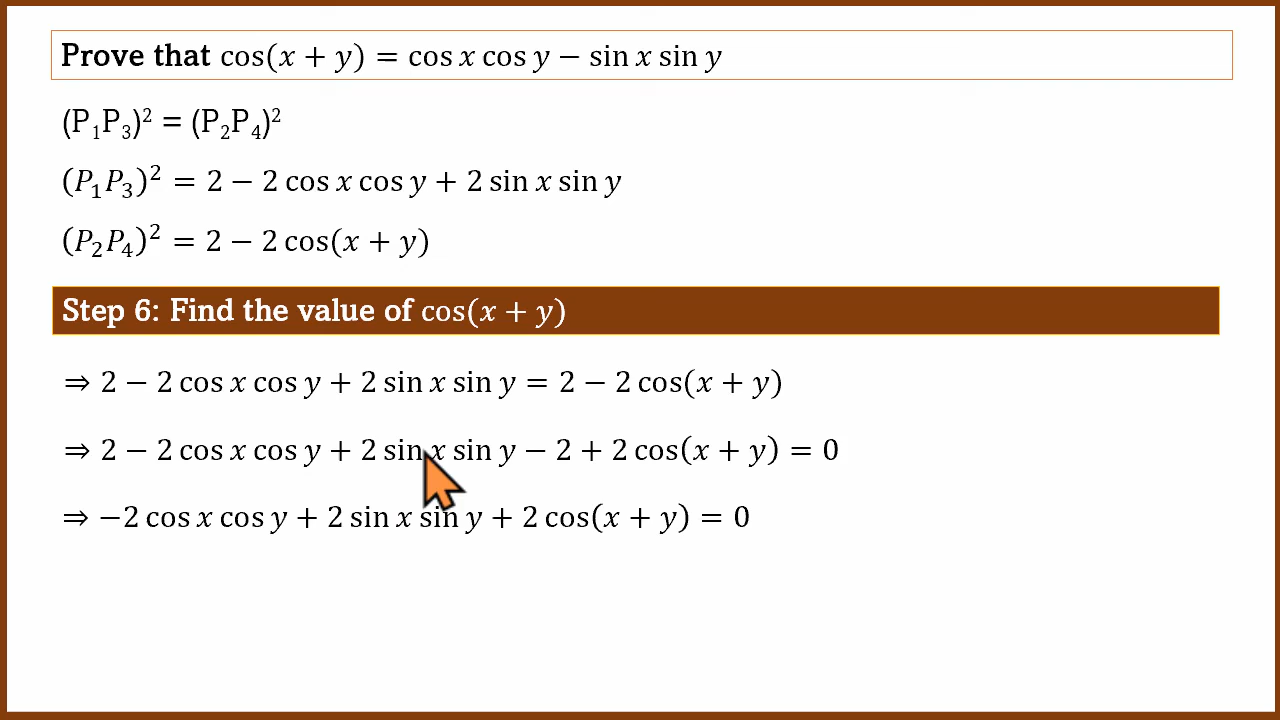 Prove that cos(x + y) = cos x cos y − sin x sin y
(P₁P₃)² = (P₂P₄)²
(P₁P₃)² = 2 − 2 cos x cos y + 2 sin x sin y
(P₂P₄)² = 2 − 2 cos(x + y)
Step 6: Find the value of cos(x + y)
⇒ 2 − 2 cos x cos y + 2 sin x sin y = 2 − 2 cos(x + y)
⇒ 2 − 2 cos x cos y + 2 sin x sin y − 2 + 2 cos(x + y) = 0
⇒ −2 cos x cos y + 2 sin x sin y + 2 cos(x + y) = 0